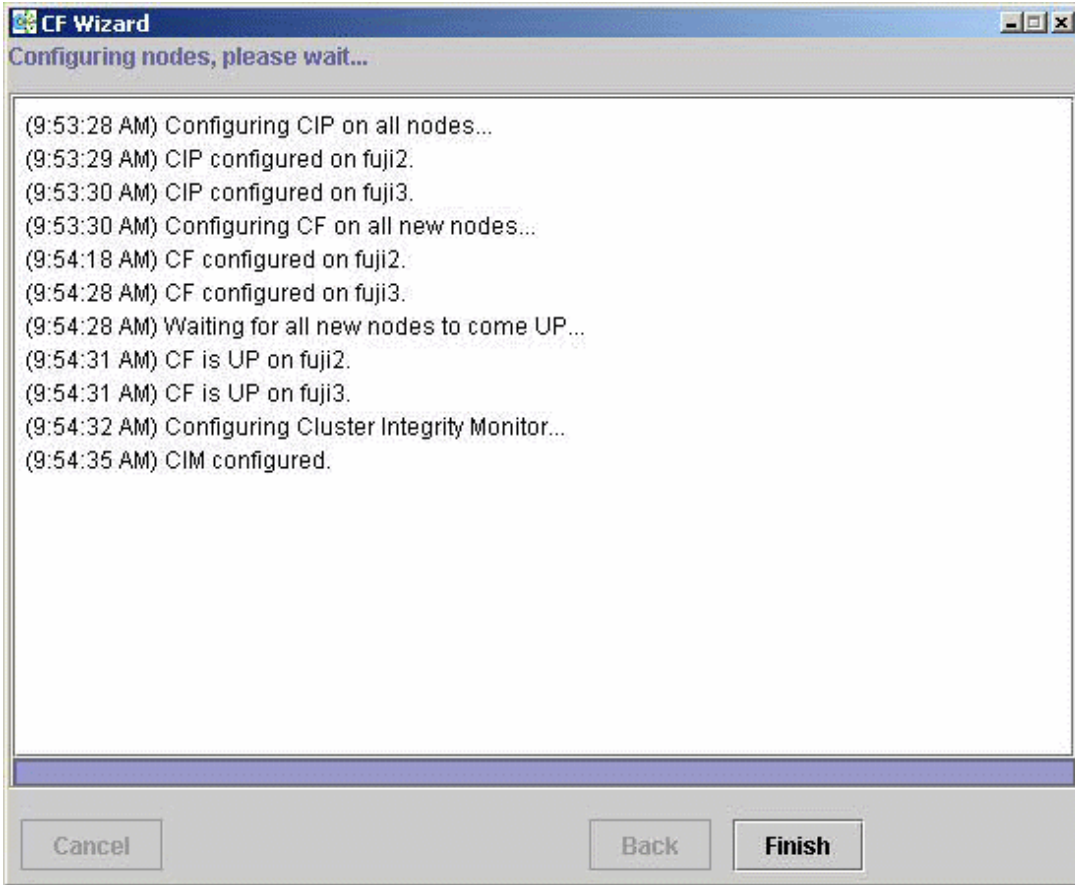 CF Wizard
Configuring nodes, please wait...
(9:53:28 AM) Configuring CIP on all nodes...
(9:53:29 AM) CIP configured on fuji2.
(9:53:30 AM) CIP configured on fuji3.
(9:53:30 AM) Configuring CF on all new nodes...
(9:54:18 AM) CF configured on fuji2.
(9:54:28 AM) CF configured on fuji3.
(9:54:28 AM) Waiting for all new nodes to come UP...
(9:54:31 AM) CF is UP on fuji2.
(9:54:31 AM) CF is UP on fuji3.
(9:54:32 AM) Configuring Cluster Integrity Monitor...
(9:54:35 AM) CIM configured.
Cancel Back Finish